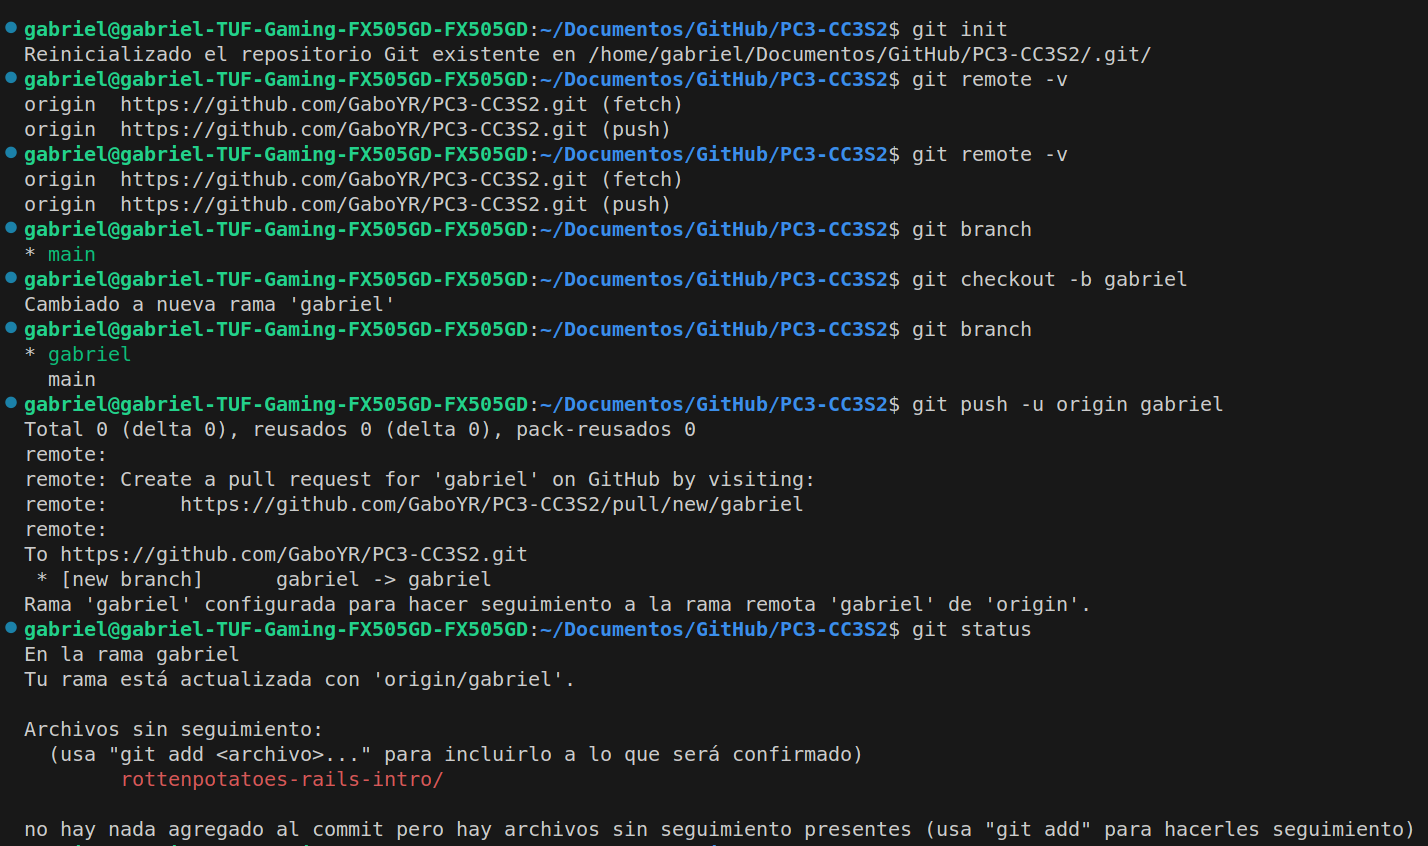 gabriel@gabriel-TUF-Gaming-FX505GD-FX505GD:~/Documentos/GitHub/PC3-CC3S2$ git init
Reinicializado el repositorio Git existente en /home/gabriel/Documentos/GitHub/PC3-CC3S2/.git/
gabriel@gabriel-TUF-Gaming-FX505GD-FX505GD:~/Documentos/GitHub/PC3-CC3S2$ git remote -v
origin  https://github.com/GaboYR/PC3-CC3S2.git (fetch)
origin  https://github.com/GaboYR/PC3-CC3S2.git (push)
gabriel@gabriel-TUF-Gaming-FX505GD-FX505GD:~/Documentos/GitHub/PC3-CC3S2$ git remote -v
origin  https://github.com/GaboYR/PC3-CC3S2.git (fetch)
origin  https://github.com/GaboYR/PC3-CC3S2.git (push)
gabriel@gabriel-TUF-Gaming-FX505GD-FX505GD:~/Documentos/GitHub/PC3-CC3S2$ git branch
* main
gabriel@gabriel-TUF-Gaming-FX505GD-FX505GD:~/Documentos/GitHub/PC3-CC3S2$ git checkout -b gabriel
Cambiado a nueva rama 'gabriel'
gabriel@gabriel-TUF-Gaming-FX505GD-FX505GD:~/Documentos/GitHub/PC3-CC3S2$ git branch
* gabriel
  main
gabriel@gabriel-TUF-Gaming-FX505GD-FX505GD:~/Documentos/GitHub/PC3-CC3S2$ git push -u origin gabriel
Total 0 (delta 0), reusados 0 (delta 0), pack-reusados 0
remote:
remote: Create a pull request for 'gabriel' on GitHub by visiting:
remote:      https://github.com/GaboYR/PC3-CC3S2/pull/new/gabriel
remote:
To https://github.com/GaboYR/PC3-CC3S2.git
 * [new branch]      gabriel -> gabriel
Rama 'gabriel' configurada para hacer seguimiento a la rama remota 'gabriel' de 'origin'.
gabriel@gabriel-TUF-Gaming-FX505GD-FX505GD:~/Documentos/GitHub/PC3-CC3S2$ git status
En la rama gabriel
Tu rama está actualizada con 'origin/gabriel'.

Archivos sin seguimiento:
  (usa "git add <archivo>..." para incluirlo a lo que será confirmado)
        rottenpotatoes-rails-intro/

no hay nada agregado al commit pero hay archivos sin seguimiento presentes (usa "git add" para hacerles seguimiento)